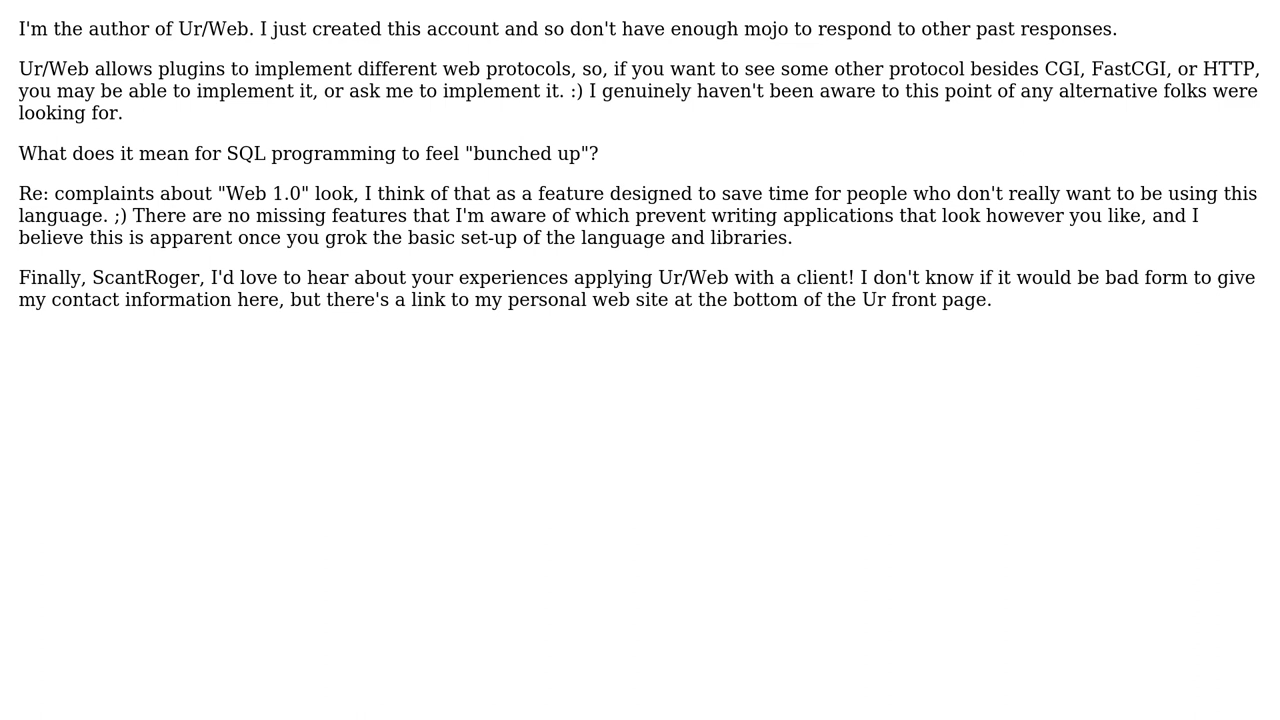 I'm the author of Ur/Web. I just created this account and so don't have enough mojo to respond to other past responses.
Ur/Web allows plugins to implement different web protocols, so, if you want to see some other protocol besides CGI, FastCGI, or HTTP,
you may be able to implement it, or ask me to implement it. :) I genuinely haven't been aware to this point of any alternative folks were
looking for.
What does it mean for SQL programming to feel "bunched up"?
Re: complaints about "Web 1.0" look, I think of that as a feature designed to save time for people who don't really want to be using this
language. ;) There are no missing features that I'm aware of which prevent writing applications that look however you like, and I
believe this is apparent once you grok the basic set-up of the language and libraries.
Finally, ScantRoger, I'd love to hear about your experiences applying Ur/Web with a client! I don't know if it would be bad form to give
my contact information here, but there's a link to my personal web site at the bottom of the Ur front page.